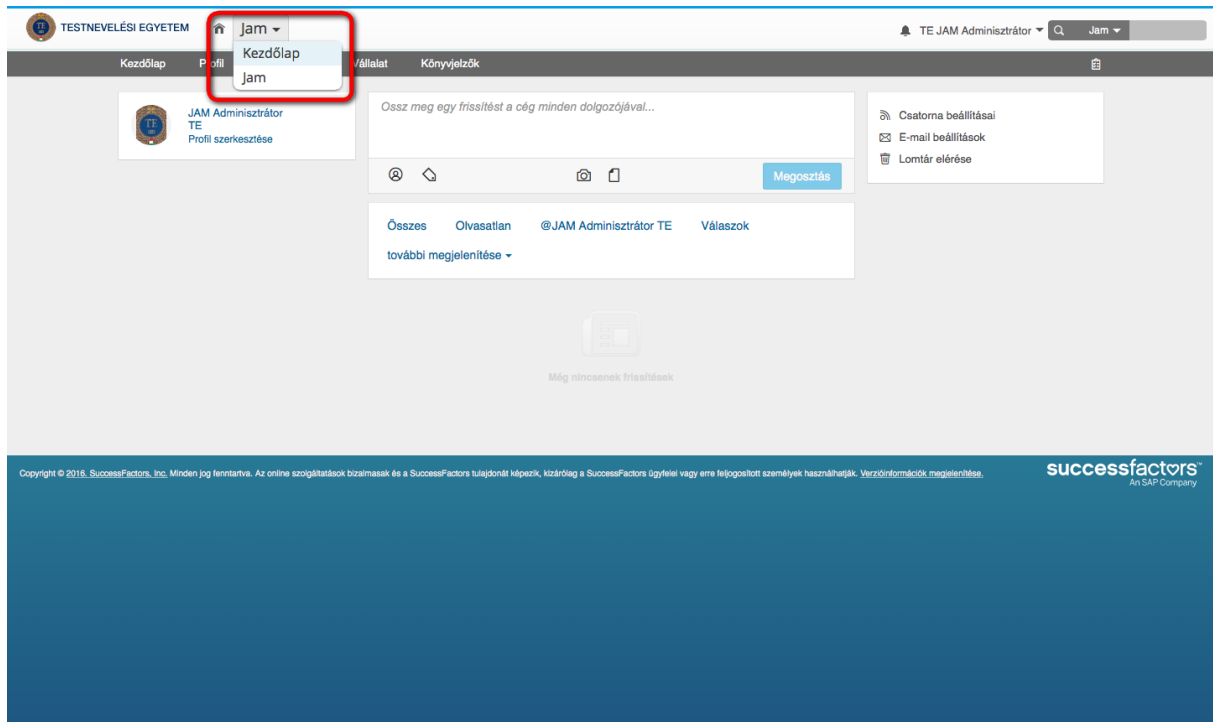 TESTNEVELÉSI EGYETEM
Jam
TE JAM Adminisztrátor
Jam
Kezdőlap
Jam
Kezdőlap
Profil
Vállalat
Könyvjelzők
JAM Adminisztrátor
TE
Profil szerkesztése
Ossz meg egy frissítést a cég minden dolgozójával...
Megosztás
Csatorna beállításai
E-mail beállítások
Lomtár elérése
Összes Olvasatlan @JAM Adminisztrátor TE Válaszok
további megjelenítése
Még nincsenek frissítések
Copyright © 2016. SuccessFactors, Inc. Minden jog fenntartva. Az online szolgáltatások bizalmasak és a SuccessFactors tulajdonát képezik, kizárólag a SuccessFactors ügyfelei vagy erre feljogosított személyek használhatják. Verzióinformációk megjelenítése.
successfactors™
An SAP Company